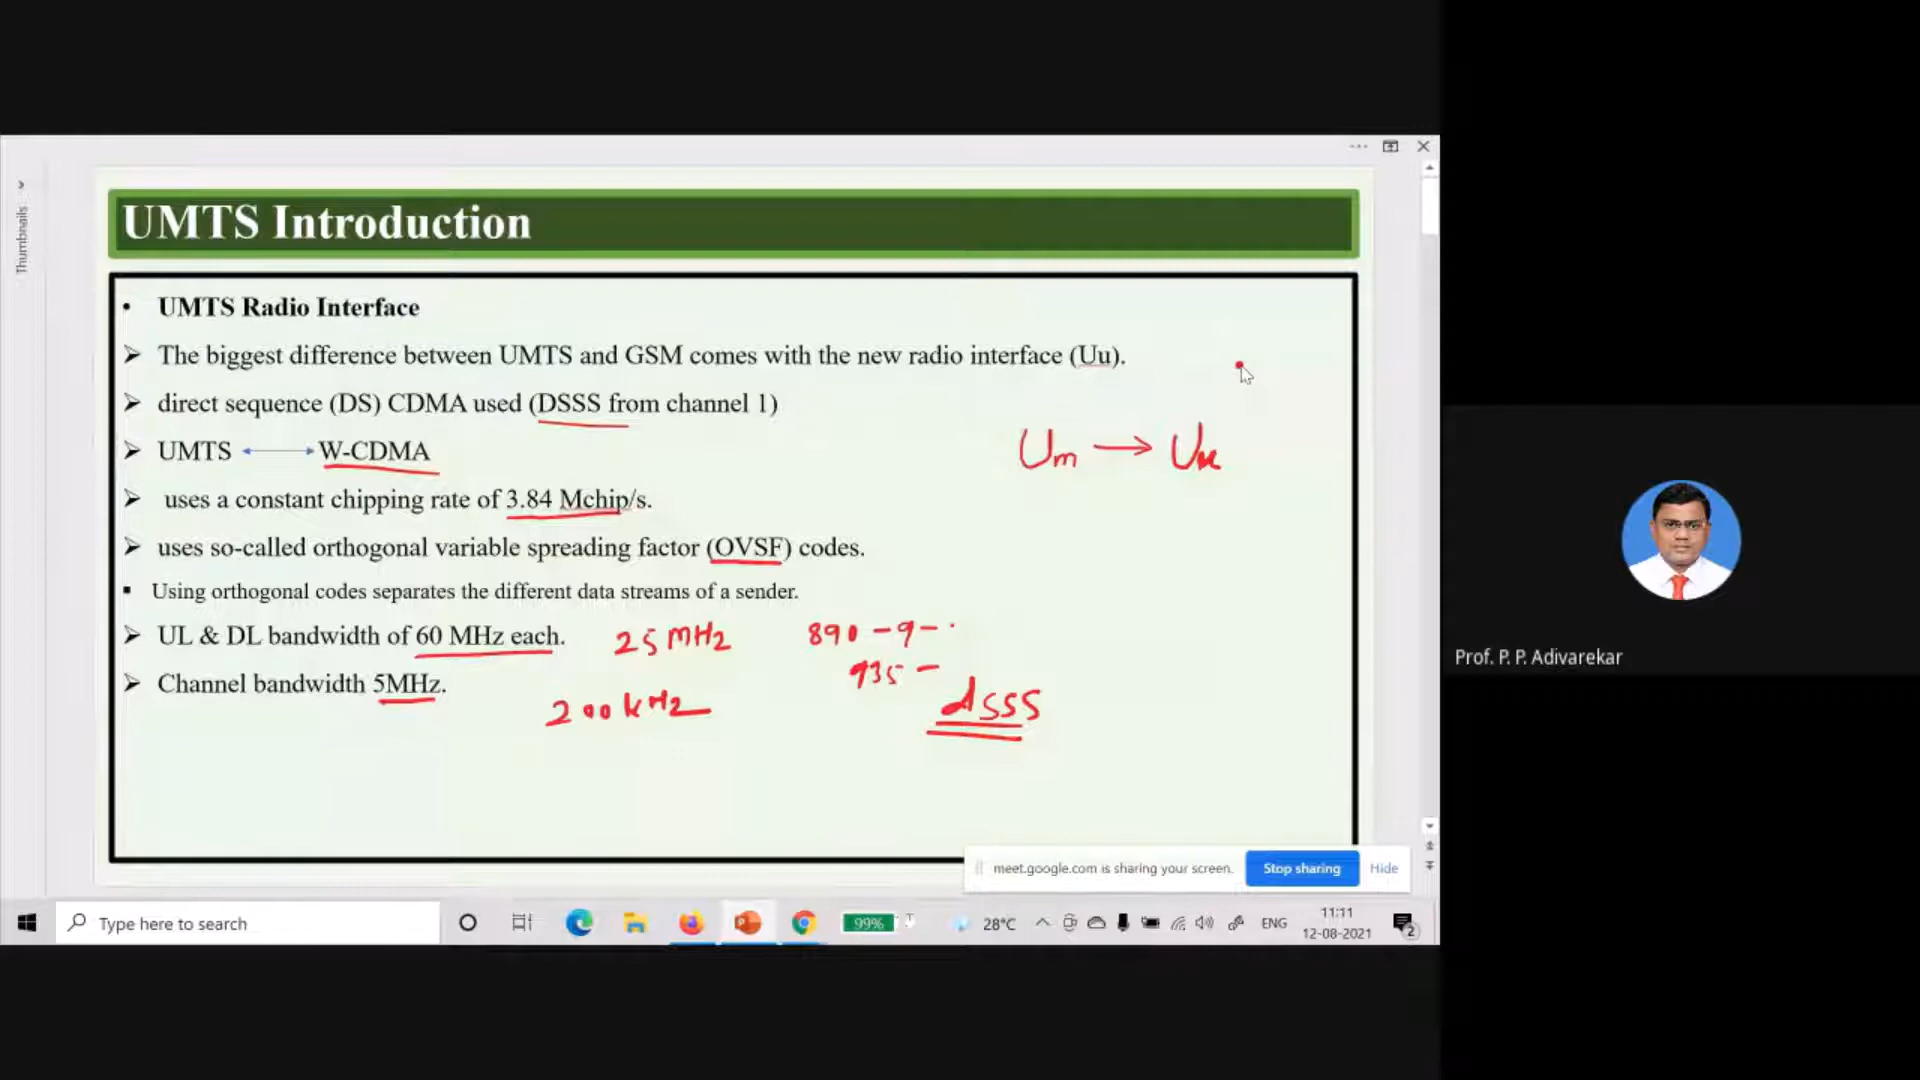 Thumbnails
UMTS Introduction
• UMTS Radio Interface
➢ The biggest difference between UMTS and GSM comes with the new radio interface (Uu).
➢ direct sequence (DS) CDMA used (DSSS from channel 1)
➢ UMTS ⟷ W-CDMA
Um → Uu
➢ uses a constant chipping rate of 3.84 Mchip/s.
➢ uses so-called orthogonal variable spreading factor (OVSF) codes.
▪ Using orthogonal codes separates the different data streams of a sender.
➢ UL & DL bandwidth of 60 MHz each. 25 MHz 890 - 9 -
935 -
➢ Channel bandwidth 5MHz.
200 kHz
dSSS
Prof. P. P. Adivarekar
meet.google.com is sharing your screen. Stop sharing Hide
Type here to search
99%
28°C
ENG
11:11
12-08-2021
2